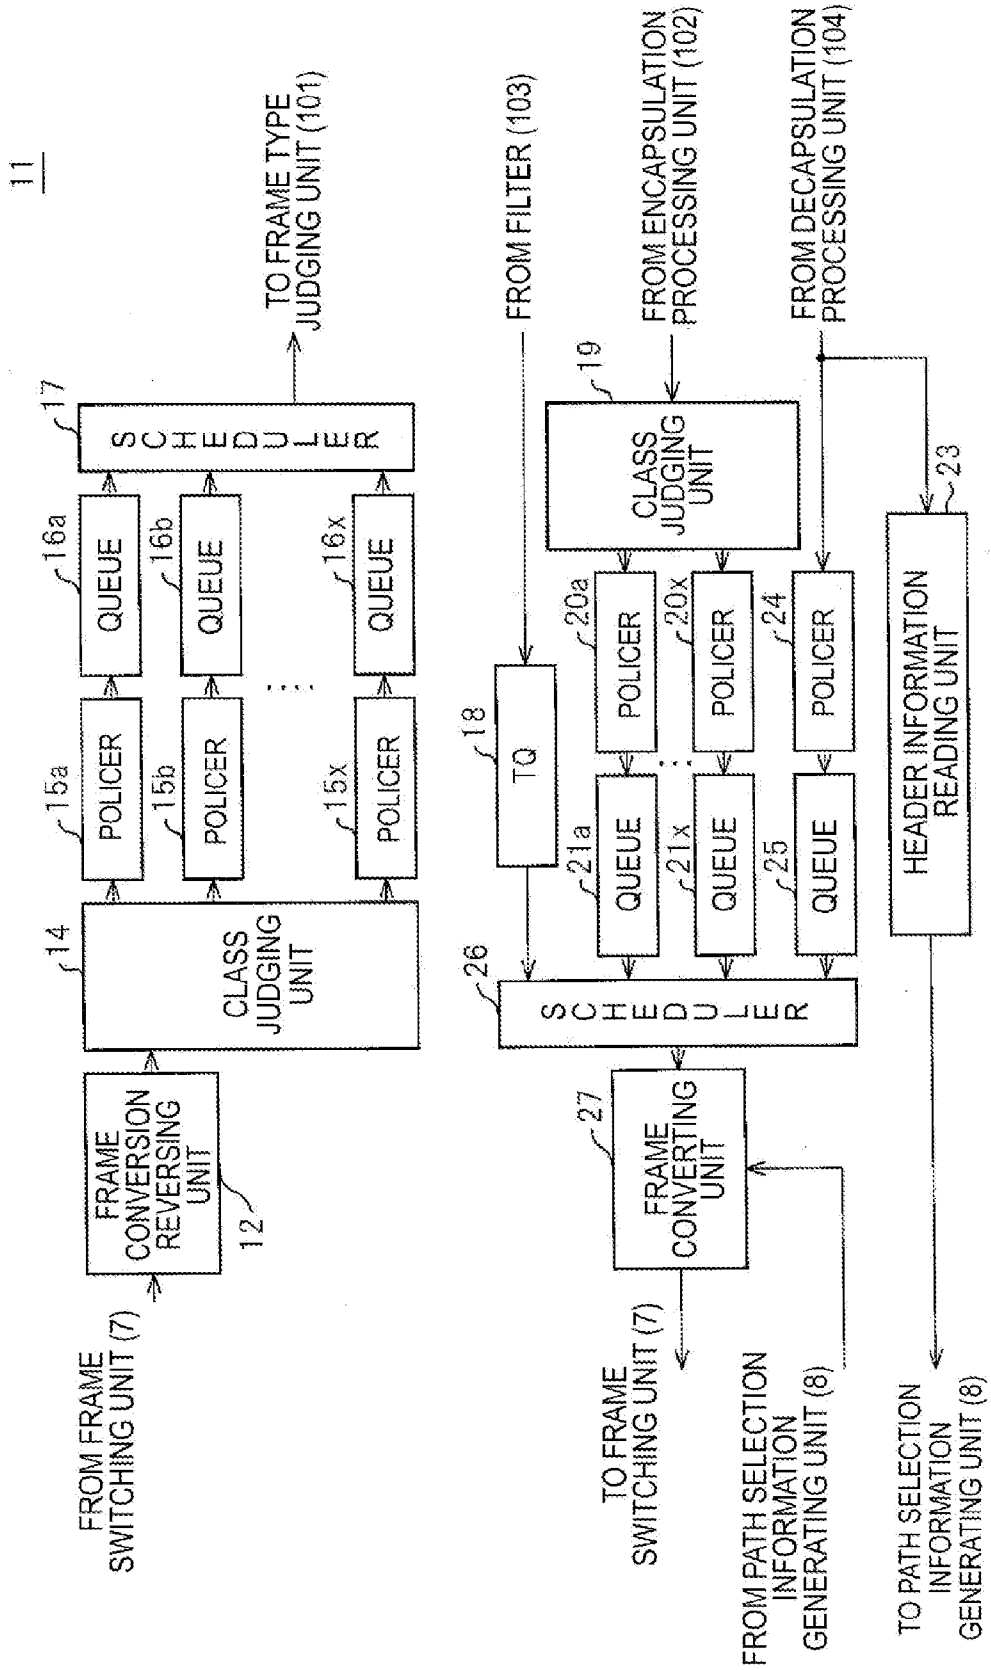 11
FROM FRAME
SWITCHING UNIT (7)
FRAME
CONVERSION
REVERSING
UNIT
12
14
CLASS
JUDGING
UNIT
15a
POLICER
15b
POLICER
15x
POLICER
16a
QUEUE
16b
QUEUE
16x
QUEUE
....
17
SCHEDULER
TO FRAME TYPE
JUDGING UNIT (101)
TO FRAME
SWITCHING UNIT (7)
FROM PATH SELECTION
INFORMATION
GENERATING UNIT (8)
TO PATH SELECTION
INFORMATION
GENERATING UNIT (8)
27
FRAME
CONVERTING
UNIT
26
SCHEDULER
18
TQ
21a
QUEUE
21x
QUEUE
25
QUEUE
...
20a
POLICER
20x
POLICER
24
POLICER
19
CLASS
JUDGING
UNIT
23
HEADER INFORMATION
READING UNIT
FROM FILTER (103)
FROM ENCAPSULATION
PROCESSING UNIT (102)
FROM DECAPSULATION
PROCESSING UNIT (104)